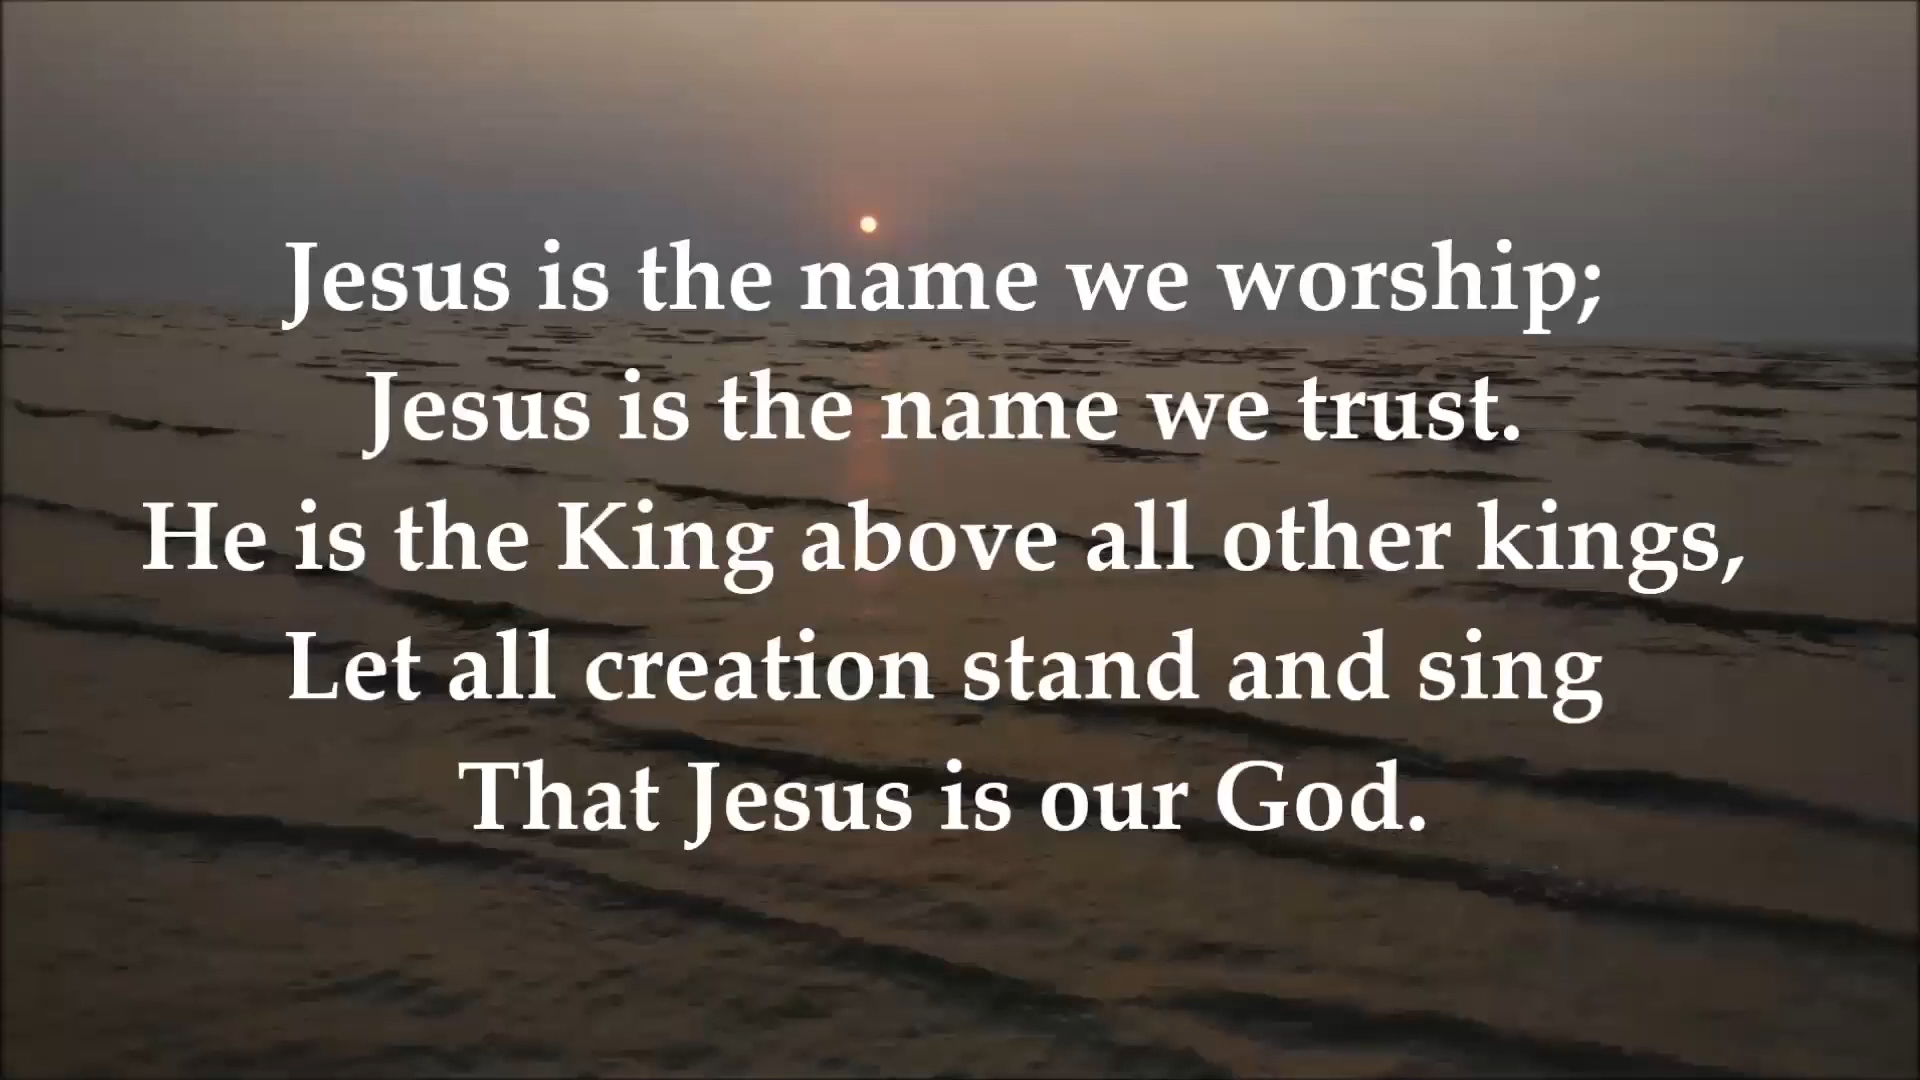 Jesus is the name we worship;
Jesus is the name we trust.
He is the King above all other kings,
Let all creation stand and sing
That Jesus is our God.